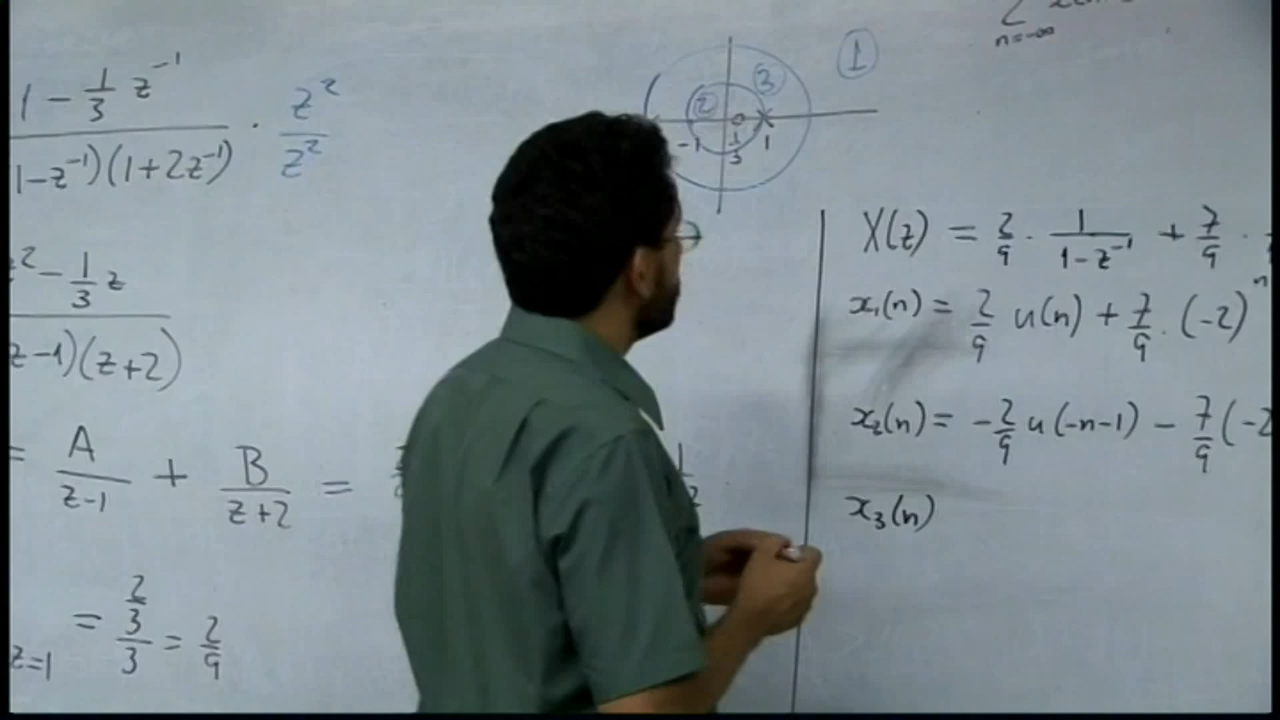 1 - 1/3 z^-1
1-z^-1)(1+2z^-1) · z^2/z^2
z^2 - 1/3 z
z-1)(z+2)
= A/(z-1) + B/(z+2) =
z=1 = 2/3/3 = 2/9
1
2 3
-1 1/3 1
n=-∞
X(z) = 2/9 · 1/(1-z^-1) + 7/9 ·
x₁(n) = 2/9 u(n) + 7/9 · (-2)^n
x₂(n) = -2/9 u(-n-1) - 7/9 (-2
x₃(n)